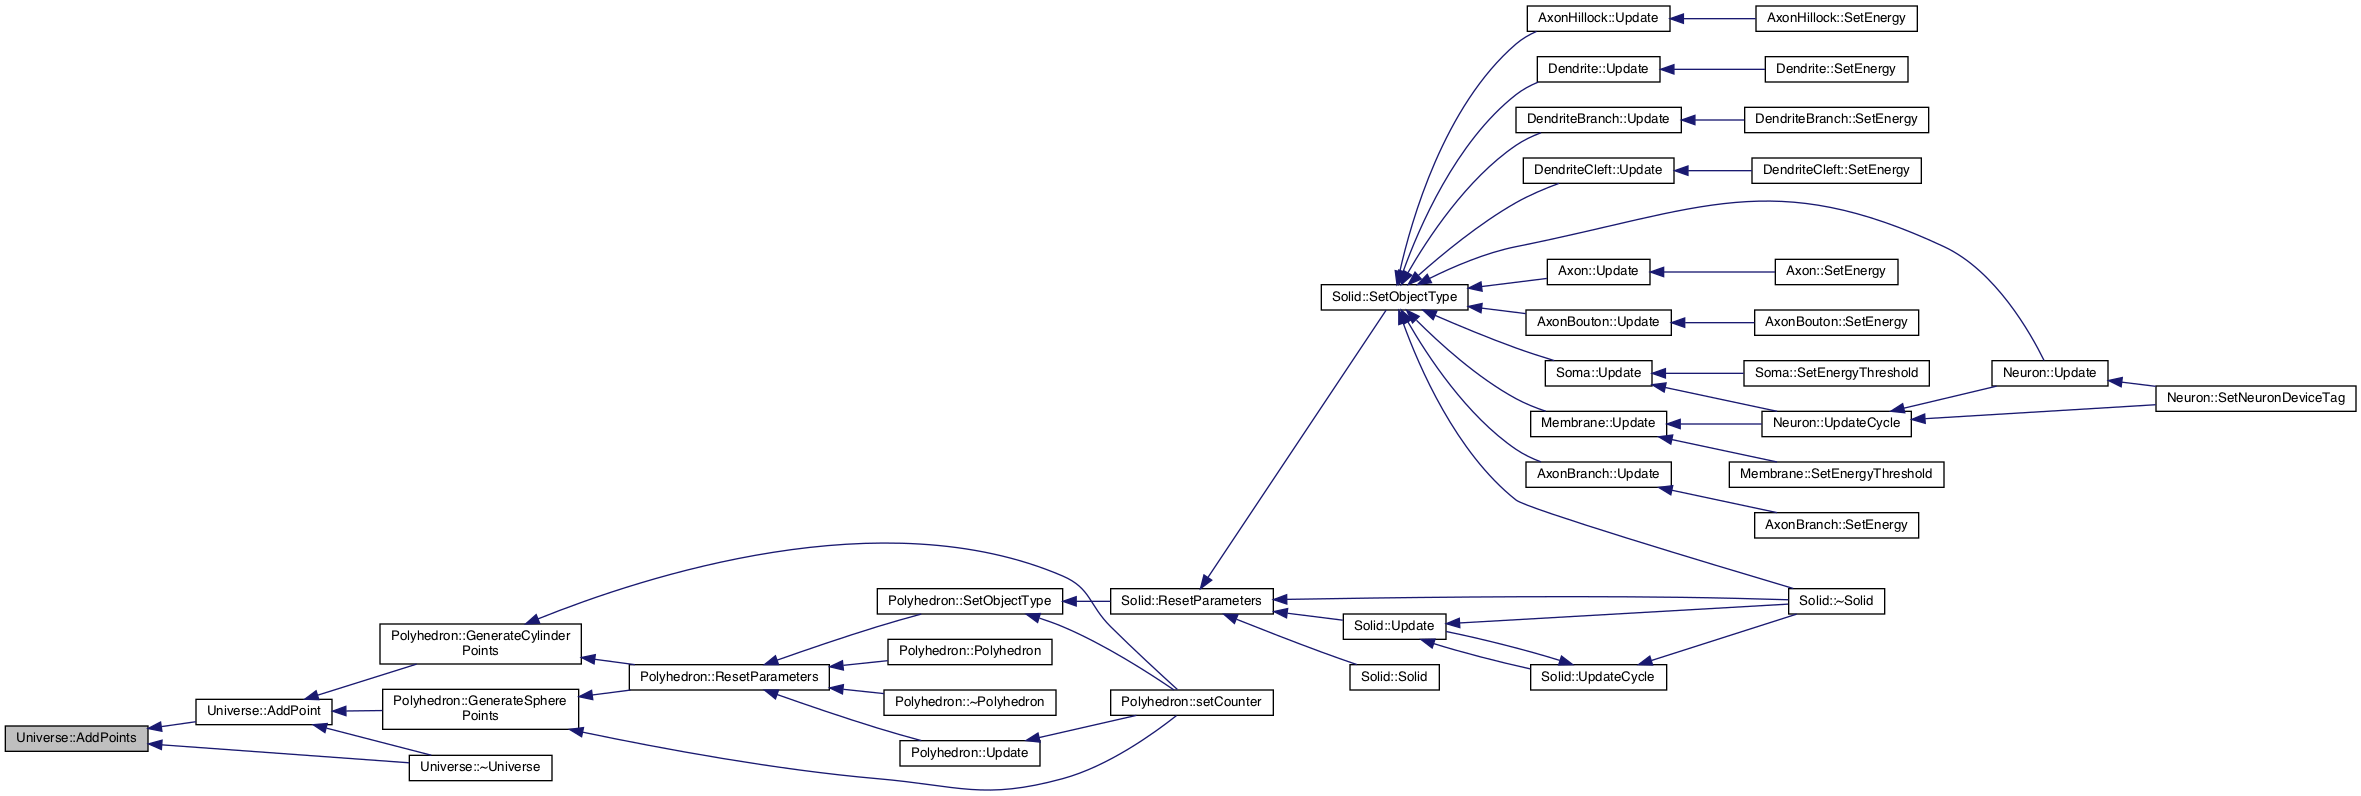 AxonHillock::Update
AxonHillock::SetEnergy
Dendrite::Update
Dendrite::SetEnergy
DendriteBranch::Update
DendriteBranch::SetEnergy
DendriteCleft::Update
DendriteCleft::SetEnergy
Axon::Update
Axon::SetEnergy
Solid::SetObjectType
AxonBouton::Update
AxonBouton::SetEnergy
Soma::Update
Soma::SetEnergyThreshold
Neuron::Update
Neuron::SetNeuronDeviceTag
Membrane::Update
Neuron::UpdateCycle
AxonBranch::Update
Membrane::SetEnergyThreshold
AxonBranch::SetEnergy
Polyhedron::SetObjectType
Solid::ResetParameters
Solid::~Solid
Solid::Update
Polyhedron::GenerateCylinder
Points
Polyhedron::Polyhedron
Polyhedron::ResetParameters
Solid::Solid
Solid::UpdateCycle
Polyhedron::GenerateSphere
Points
Polyhedron::~Polyhedron
Polyhedron::setCounter
Universe::AddPoint
Universe::AddPoints
Polyhedron::Update
Universe::~Universe